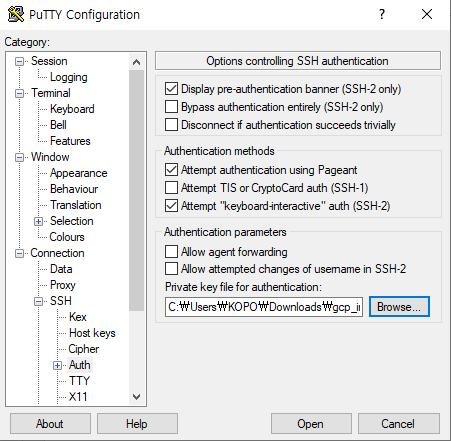 PuTTY Configuration
?
Category:
Session
Logging
Terminal
Keyboard
Bell
Features
Window
Appearance
Behaviour
Translation
Selection
Colours
Connection
Data
Proxy
SSH
Kex
Host keys
Cipher
Auth
TTY
X11
Options controlling SSH authentication
Display pre-authentication banner (SSH-2 only)
Bypass authentication entirely (SSH-2 only)
Disconnect if authentication succeeds trivially
Authentication methods
Attempt authentication using Pageant
Attempt TIS or CryptoCard auth (SSH-1)
Attempt "keyboard-interactive" auth (SSH-2)
Authentication parameters
Allow agent forwarding
Allow attempted changes of username in SSH-2
Private key file for authentication:
C:₩Users₩KOPO₩Downloads₩gcp_i
Browse...
About
Help
Open
Cancel